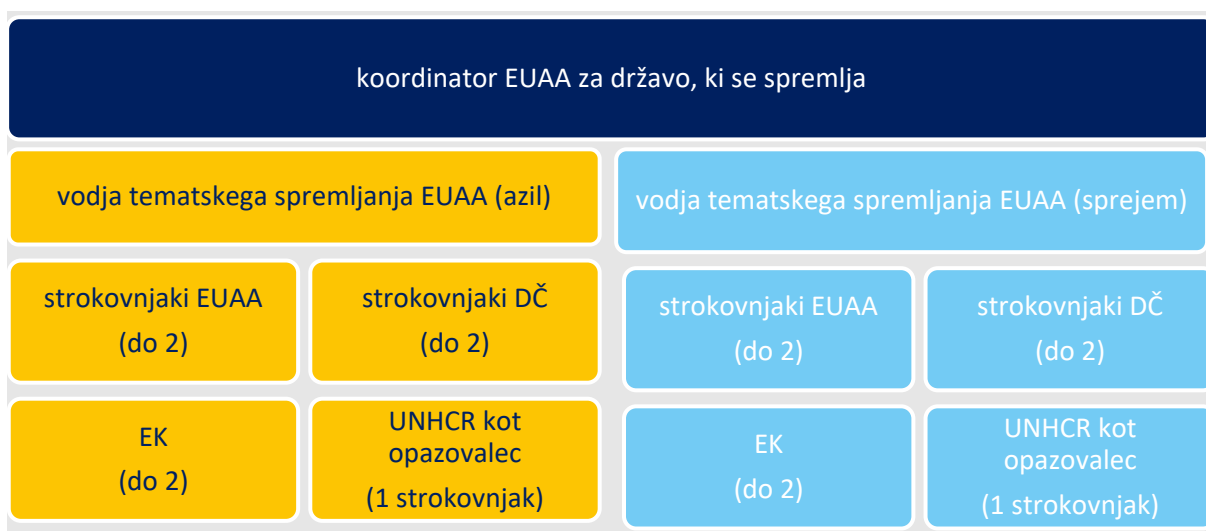 koordinator EUAA za državo, ki se spremlja
vodja tematskega spremljanja EUAA (azil)
vodja tematskega spremljanja EUAA (sprejem)
strokovnjaki EUAA
(do 2)
strokovnjaki DČ
(do 2)
strokovnjaki EUAA
(do 2)
strokovnjaki DČ
(do 2)
EK
(do 2)
UNHCR kot
opazovalec
(1 strokovnjak)
EK
(do 2)
UNHCR kot
opazovalec
(1 strokovnjak)